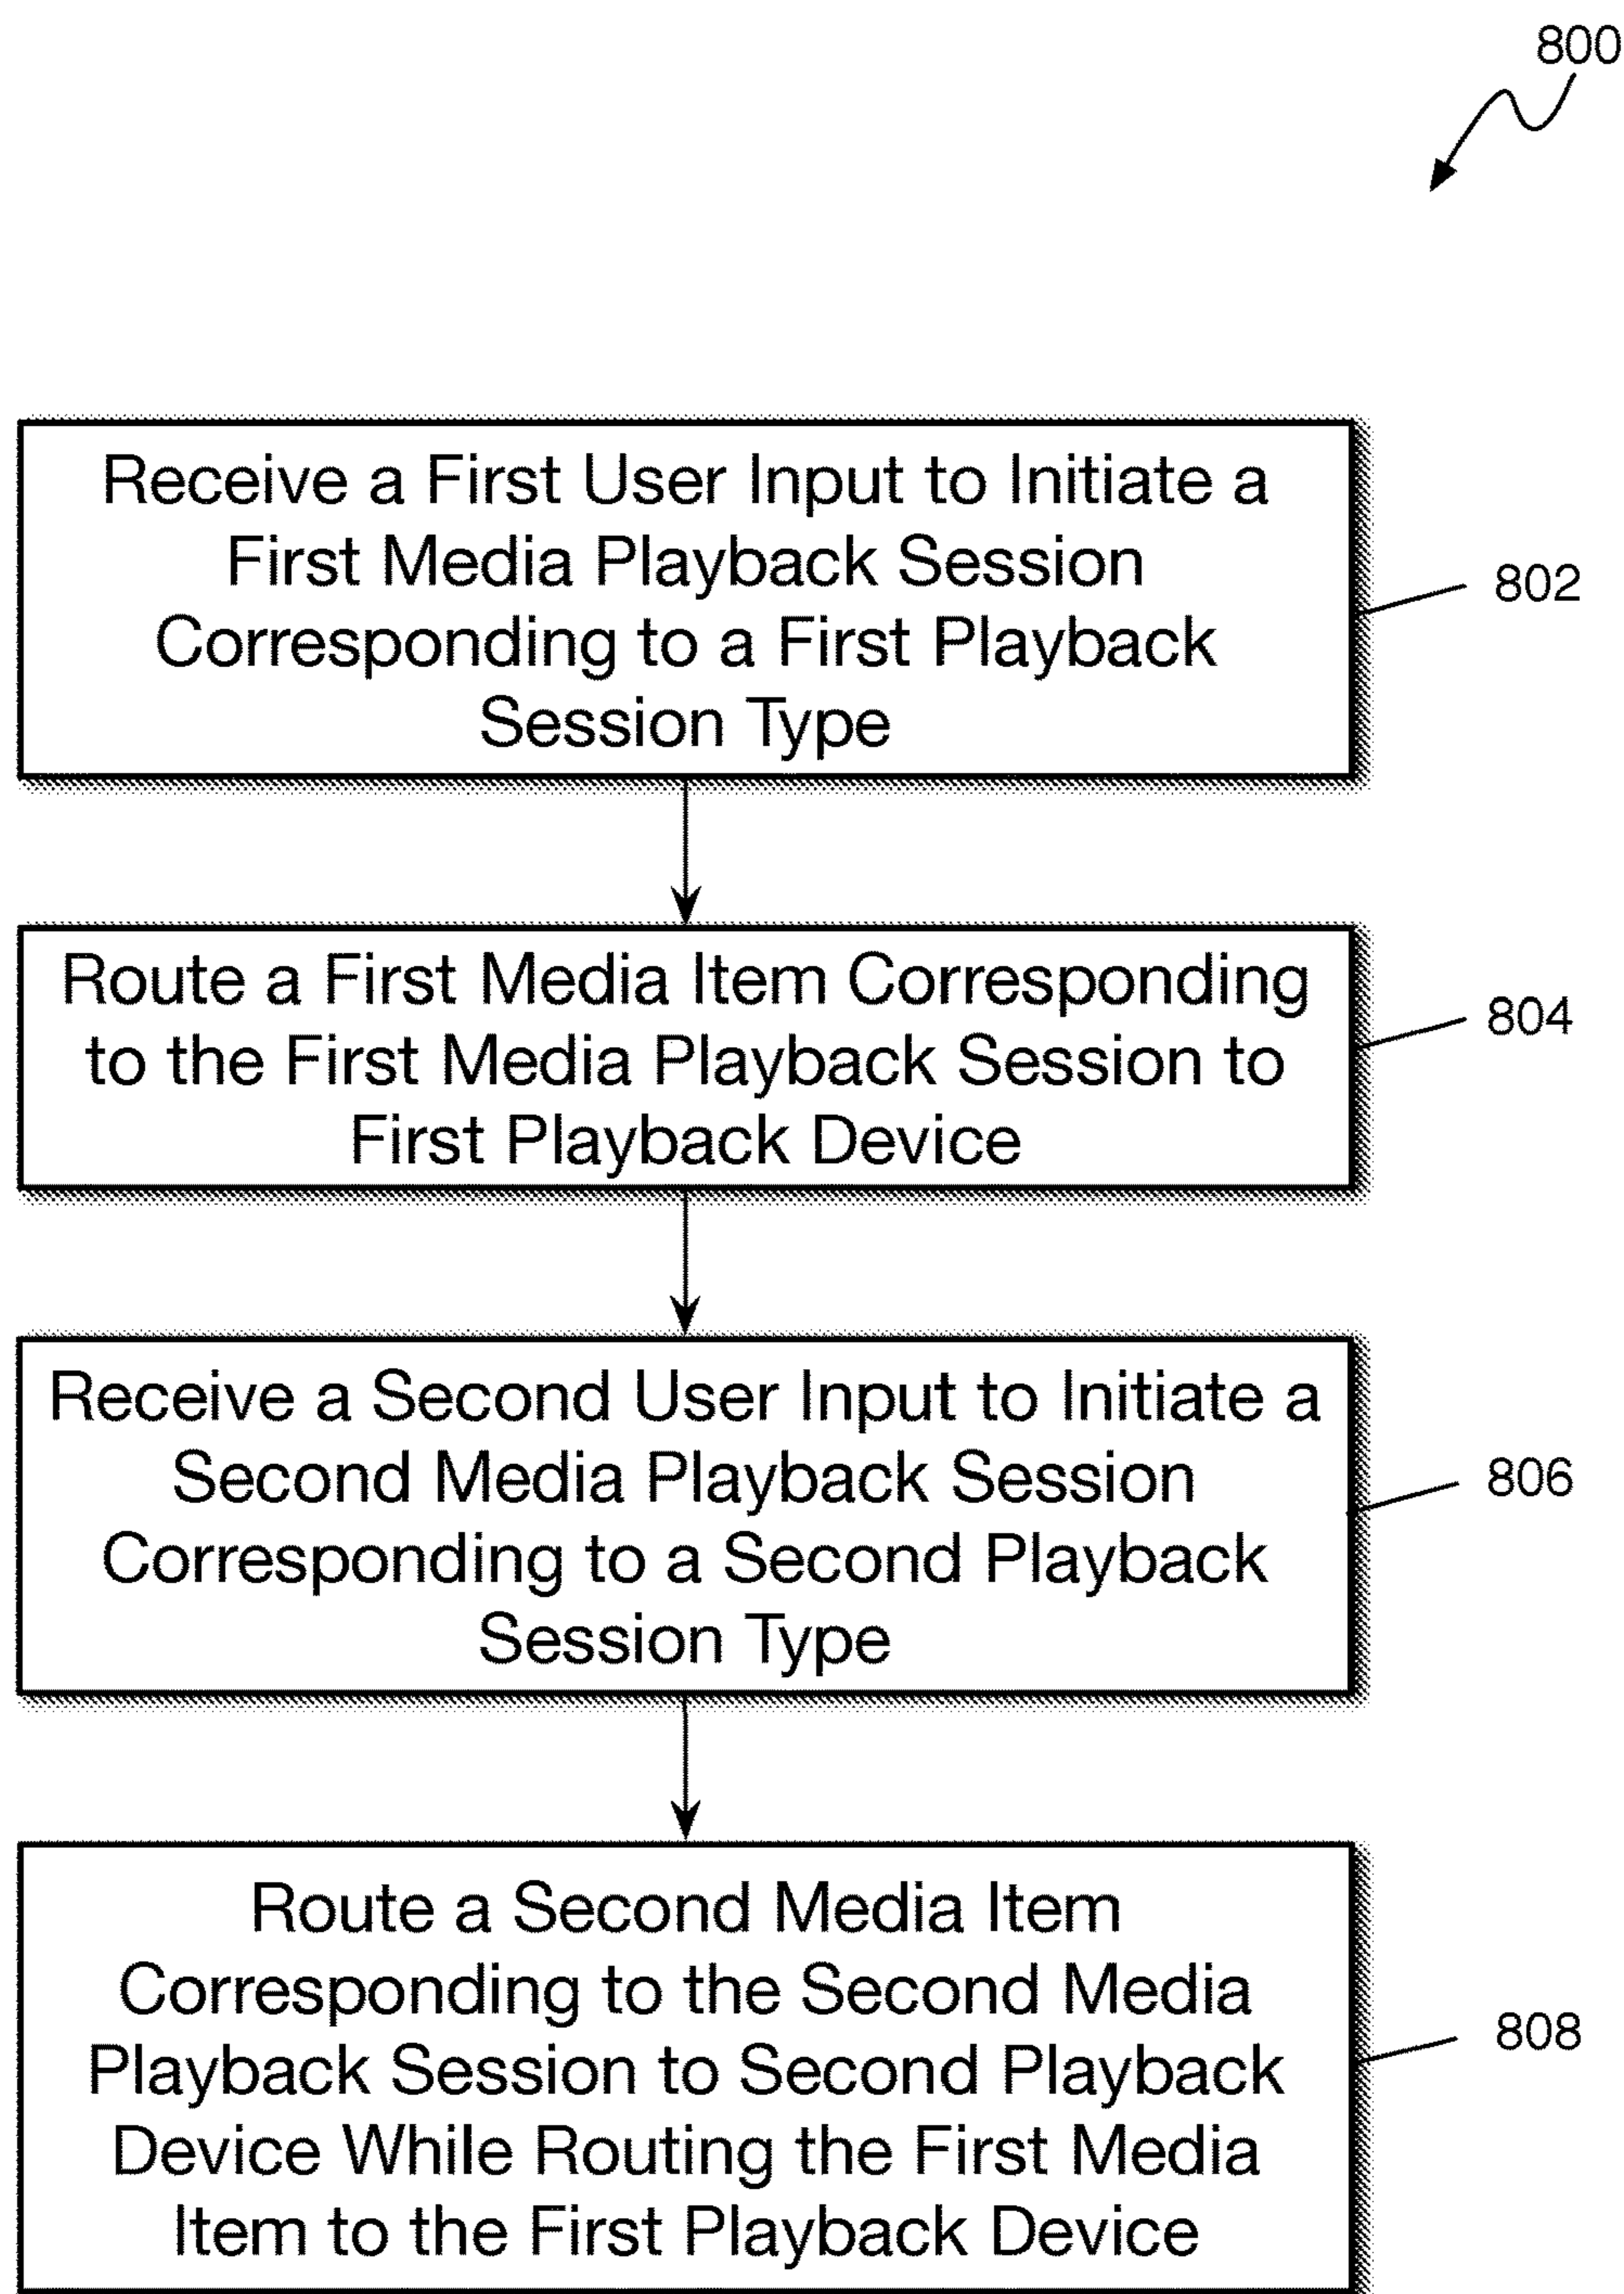 800
Receive a First User Input to Initiate a
First Media Playback Session
Corresponding to a First Playback
Session Type
802
Route a First Media Item Corresponding
to the First Media Playback Session to
First Playback Device
804
Receive a Second User Input to Initiate a
Second Media Playback Session
Corresponding to a Second Playback
Session Type
806
Route a Second Media Item
Corresponding to the Second Media
Playback Session to Second Playback
Device While Routing the First Media
Item to the First Playback Device
808